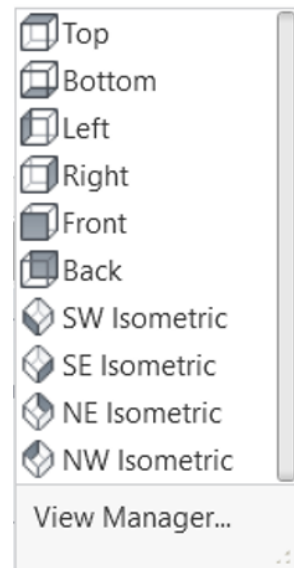 Top
Bottom
Left
Right
Front
Back
SW Isometric
SE Isometric
NE Isometric
NW Isometric
View Manager...